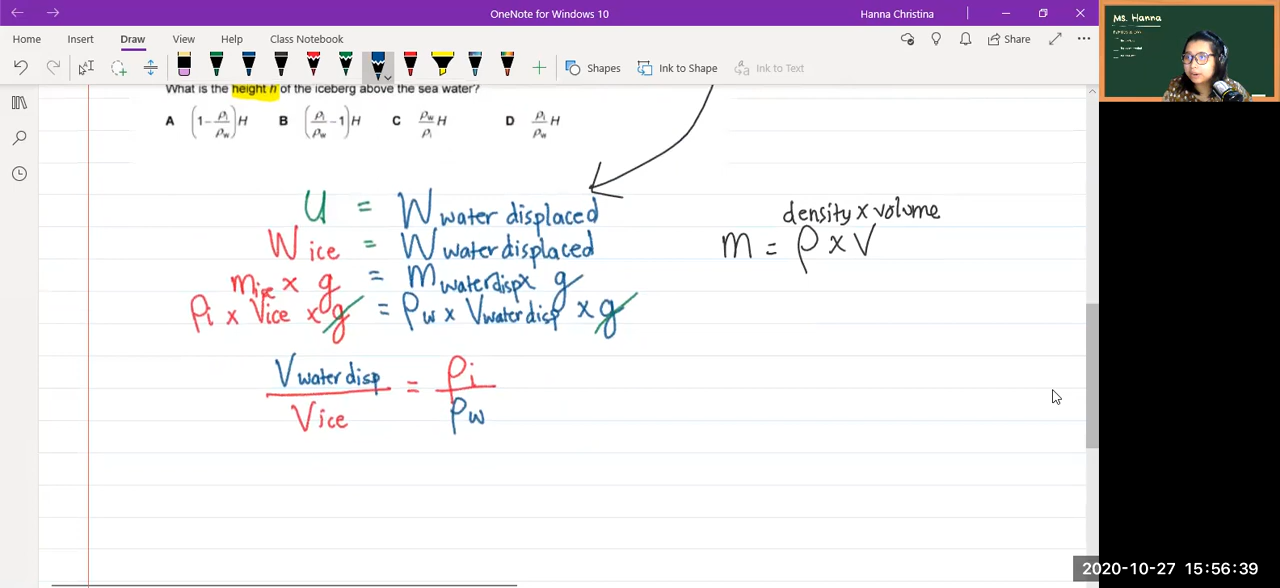 OneNote for Windows 10
Hanna Christina
Home Insert Draw View Help Class Notebook
Share
Shapes Ink to Shape Ink to Text
Ms. Hanna
What is the height h of the iceberg above the sea water?
A (1 − ρi/ρw)H B (ρi/ρw − 1)H C ρw/ρi H D ρi/ρw H
U = W water displaced
W ice = W water displaced
m ice × g = m water disp × g
ρi × Vice × g = ρw × Vwater disp × g
V water disp / V ice = ρi / ρw
density × volume
m = ρ × V
2020-10-27 15:56:39